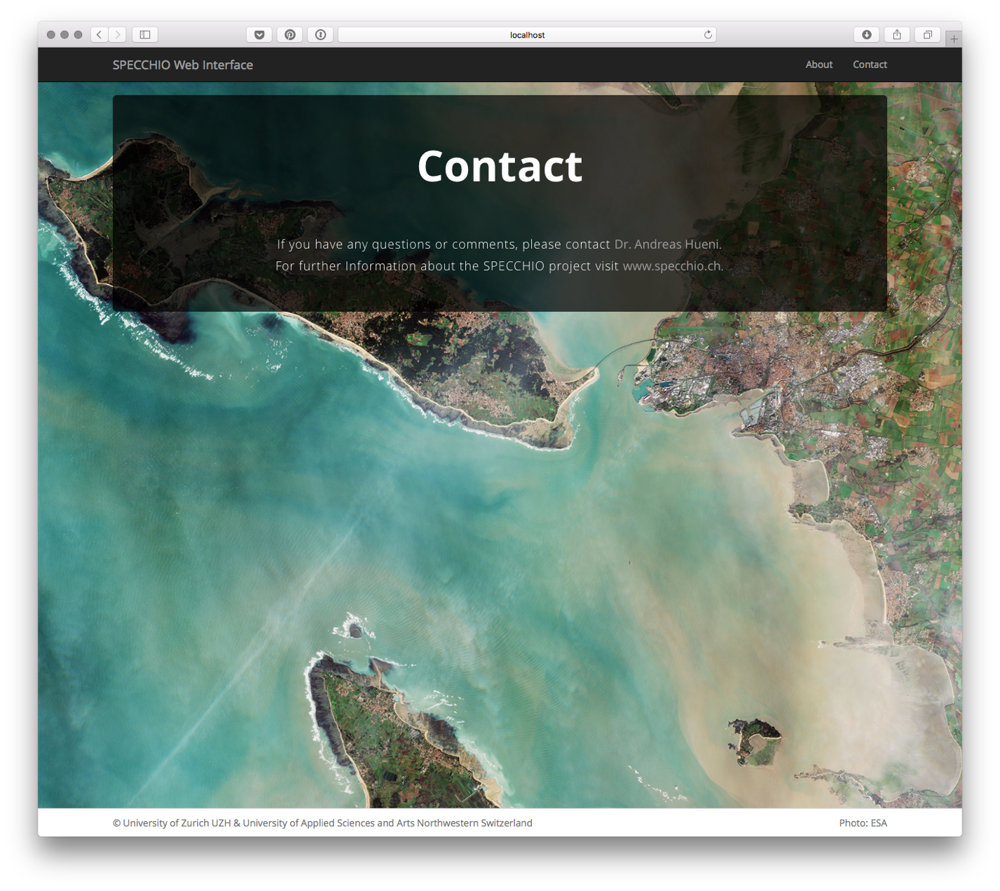 localhost
SPECCHIO Web Interface
About
Contact
Contact
If you have any questions or comments, please contact Dr. Andreas Hueni.
For further Information about the SPECCHIO project visit www.specchio.ch.
© University of Zurich UZH & University of Applied Sciences and Arts Northwestern Switzerland
Photo: ESA